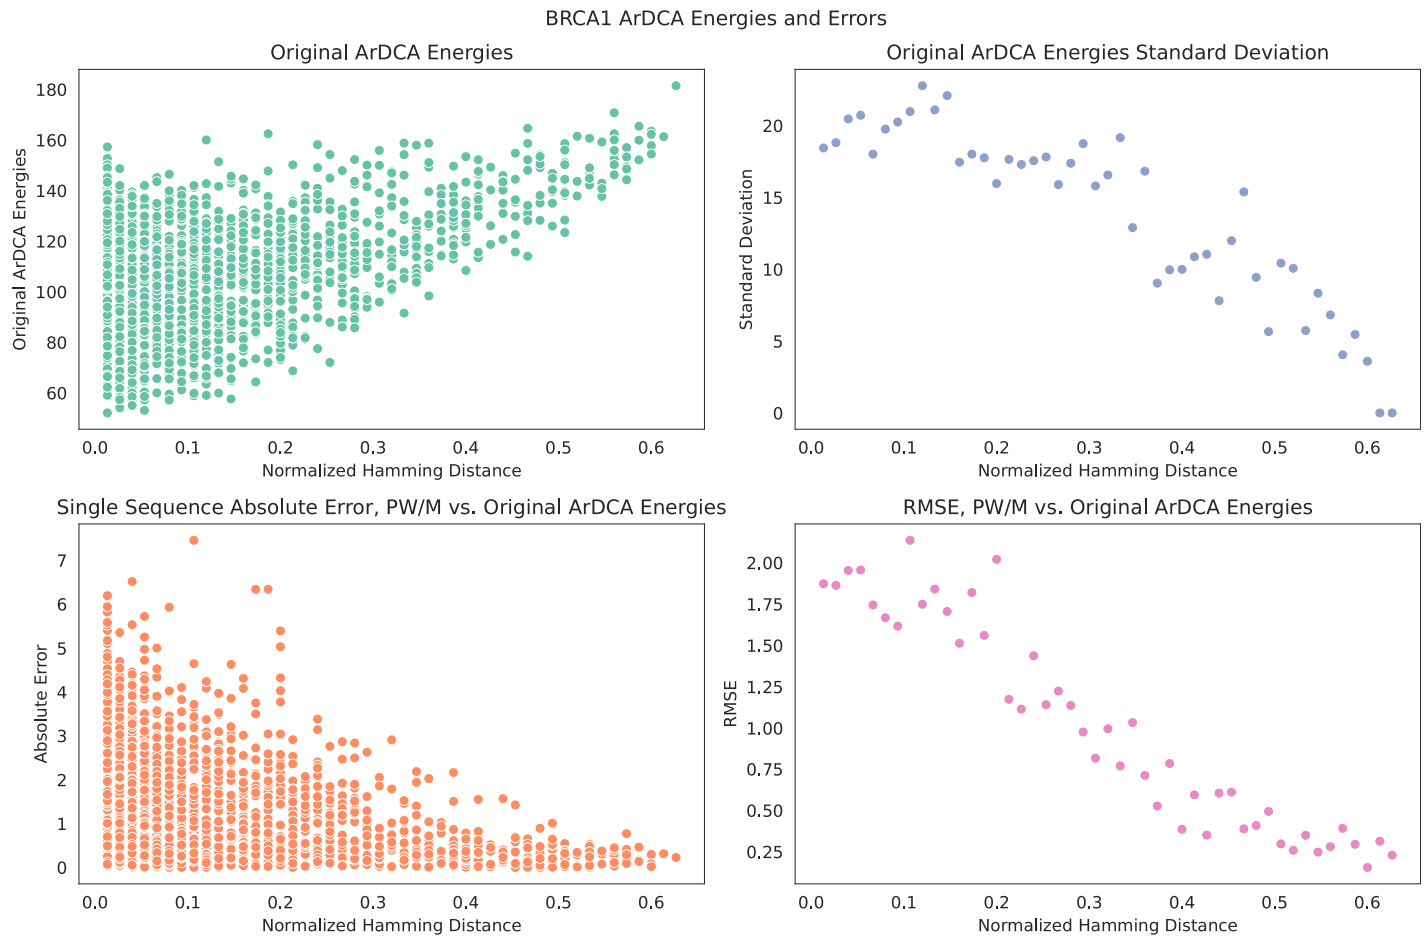 BRCA1 ArDCA Energies and Errors
Original ArDCA Energies
Original ArDCA Energies
180
160
140
120
100
80
60
0.0 0.1 0.2 0.3 0.4 0.5 0.6
Normalized Hamming Distance
Original ArDCA Energies Standard Deviation
Standard Deviation
20
15
10
5
0
0.0 0.1 0.2 0.3 0.4 0.5 0.6
Normalized Hamming Distance
Single Sequence Absolute Error, PW/M vs. Original ArDCA Energies
Absolute Error
7
6
5
4
3
2
1
0
0.0 0.1 0.2 0.3 0.4 0.5 0.6
Normalized Hamming Distance
RMSE, PW/M vs. Original ArDCA Energies
RMSE
2.00
1.75
1.50
1.25
1.00
0.75
0.50
0.25
0.0 0.1 0.2 0.3 0.4 0.5 0.6
Normalized Hamming Distance